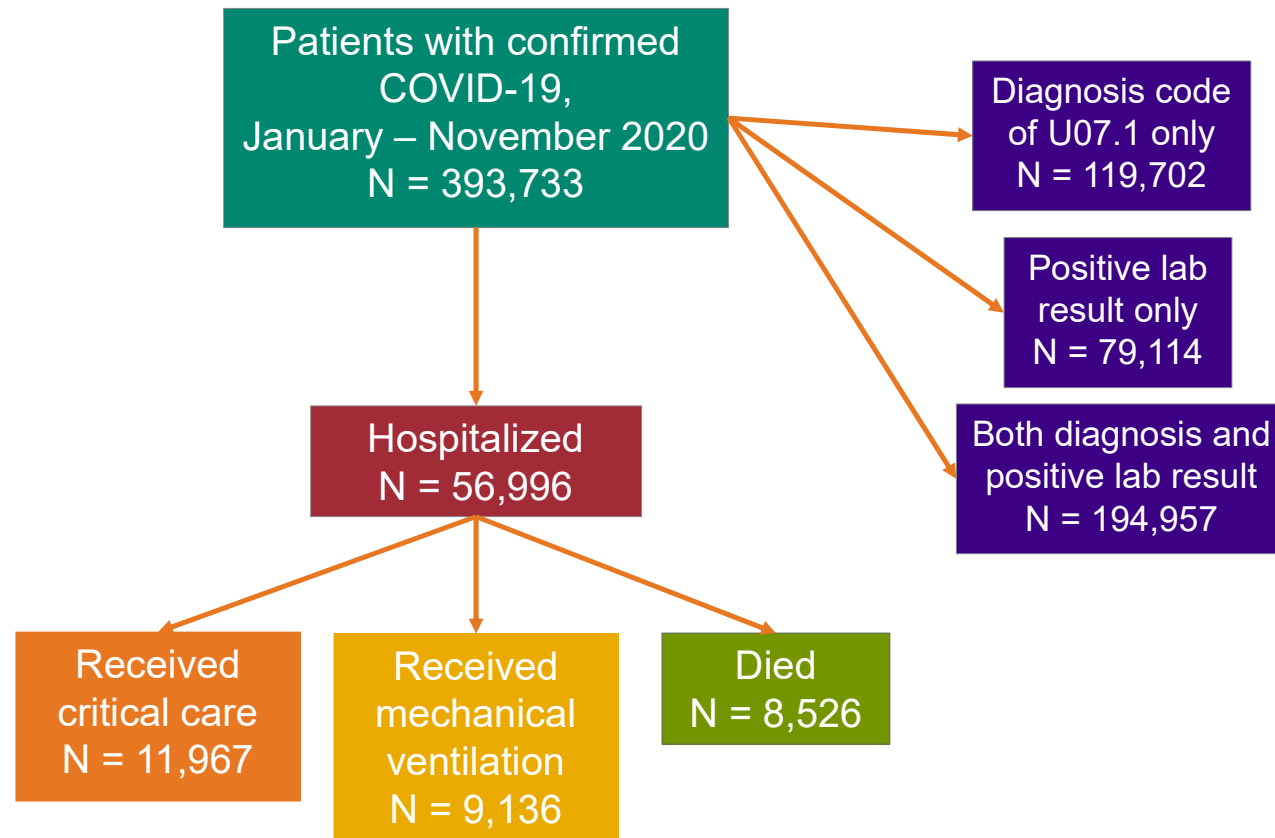 Patients with confirmed
COVID-19,
January – November 2020
N = 393,733
Diagnosis code
of U07.1 only
N = 119,702
Positive lab
result only
N = 79,114
Both diagnosis and
positive lab result
N = 194,957
Hospitalized
N = 56,996
Received
critical care
N = 11,967
Received
mechanical
ventilation
N = 9,136
Died
N = 8,526